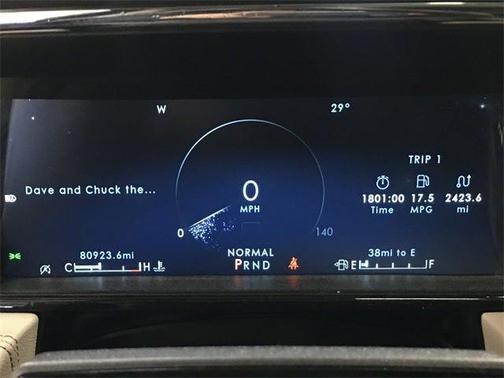 W
29°
TRIP 1
1801:00 17.5 2423.6
Time MPG mi
Dave and Chuck the...
0
MPH
0
140
80923.6mi
NORMAL
38mi to E
C H
PRND
E F